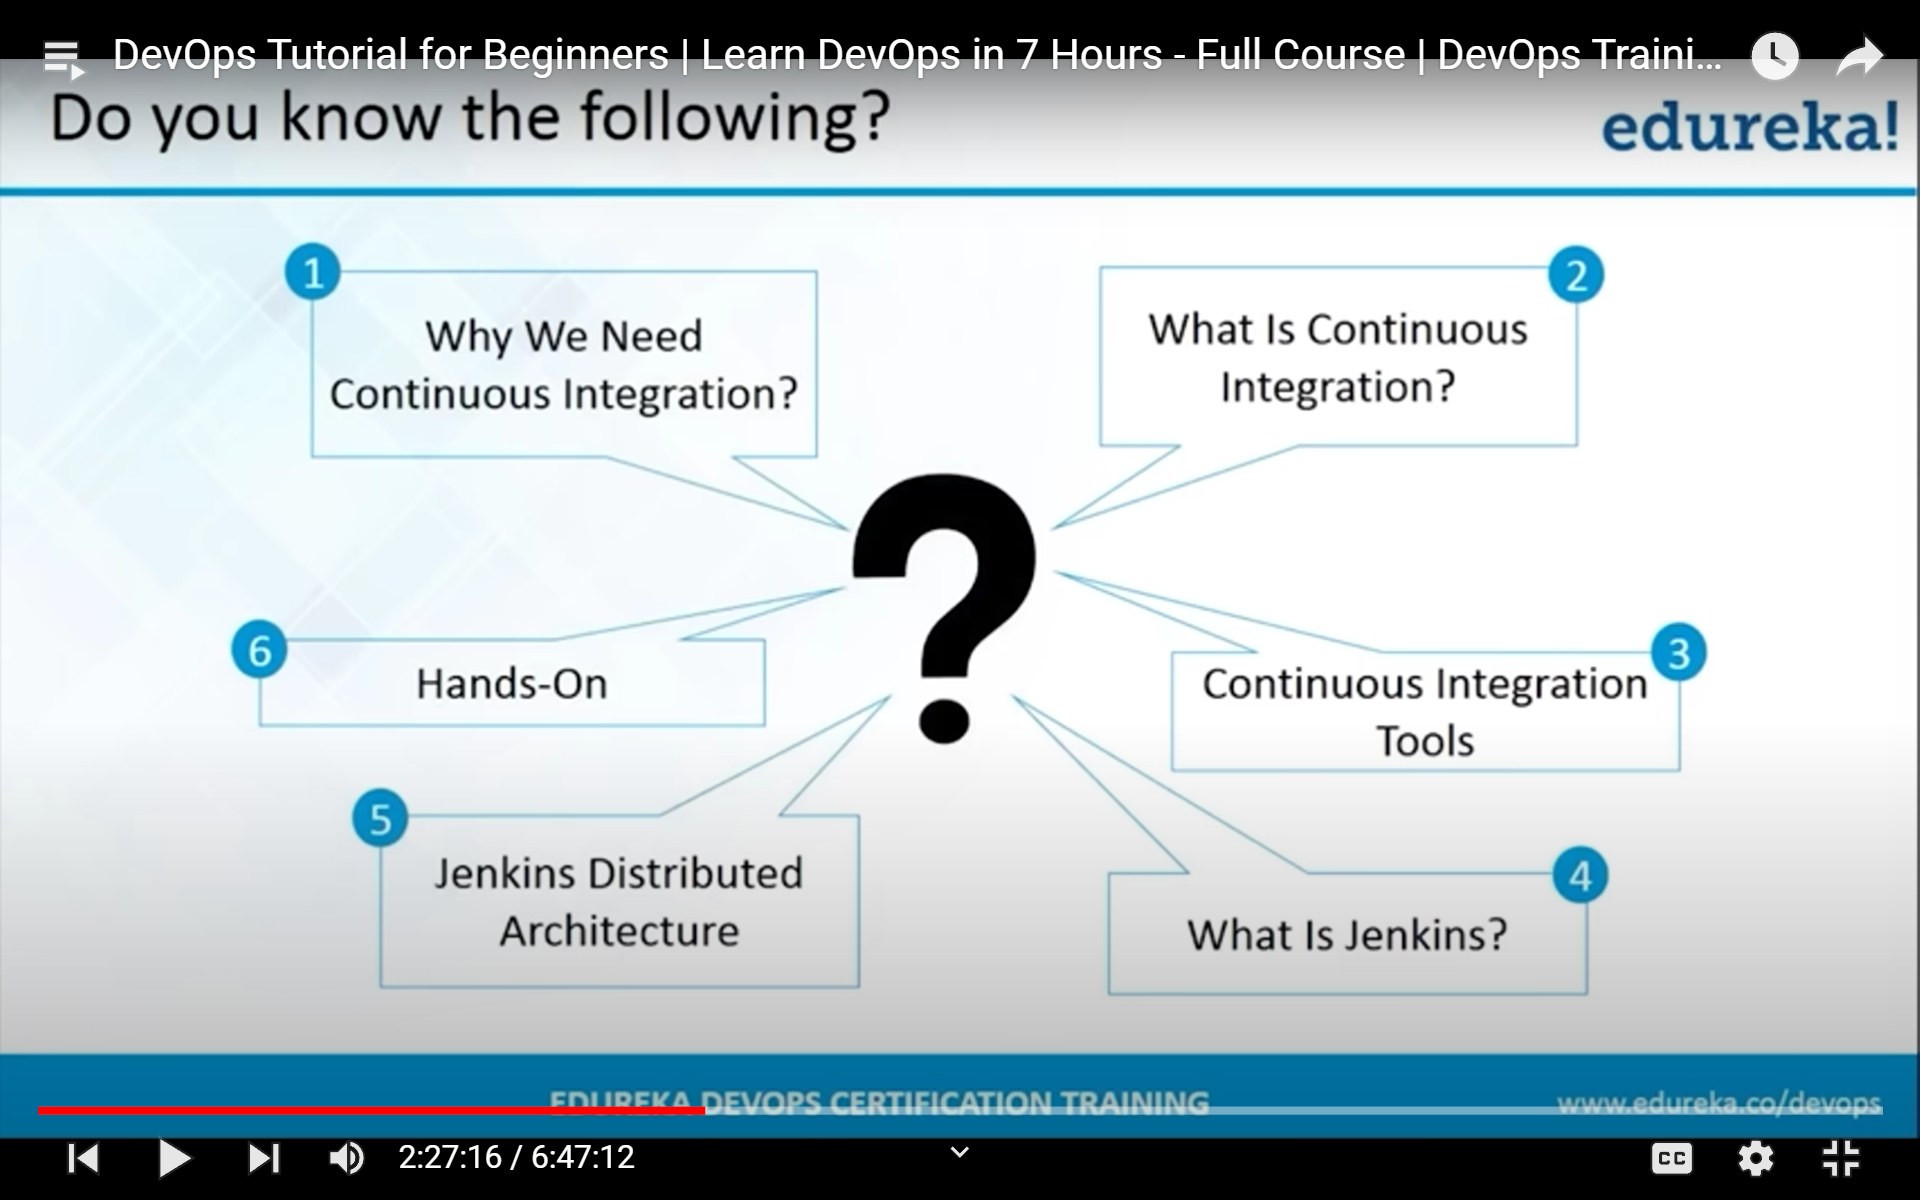 DevOps Tutorial for Beginners | Learn DevOps in 7 Hours - Full Course | DevOps Traini...
Do you know the following?
edureka!
1
Why We Need
Continuous Integration?
2
What Is Continuous
Integration?
3
Continuous Integration
Tools
4
What Is Jenkins?
5
Jenkins Distributed
Architecture
6
Hands-On
EDUREKA DEVOPS CERTIFICATION TRAINING
www.edureka.co/devops
2:27:16 / 6:47:12
CC